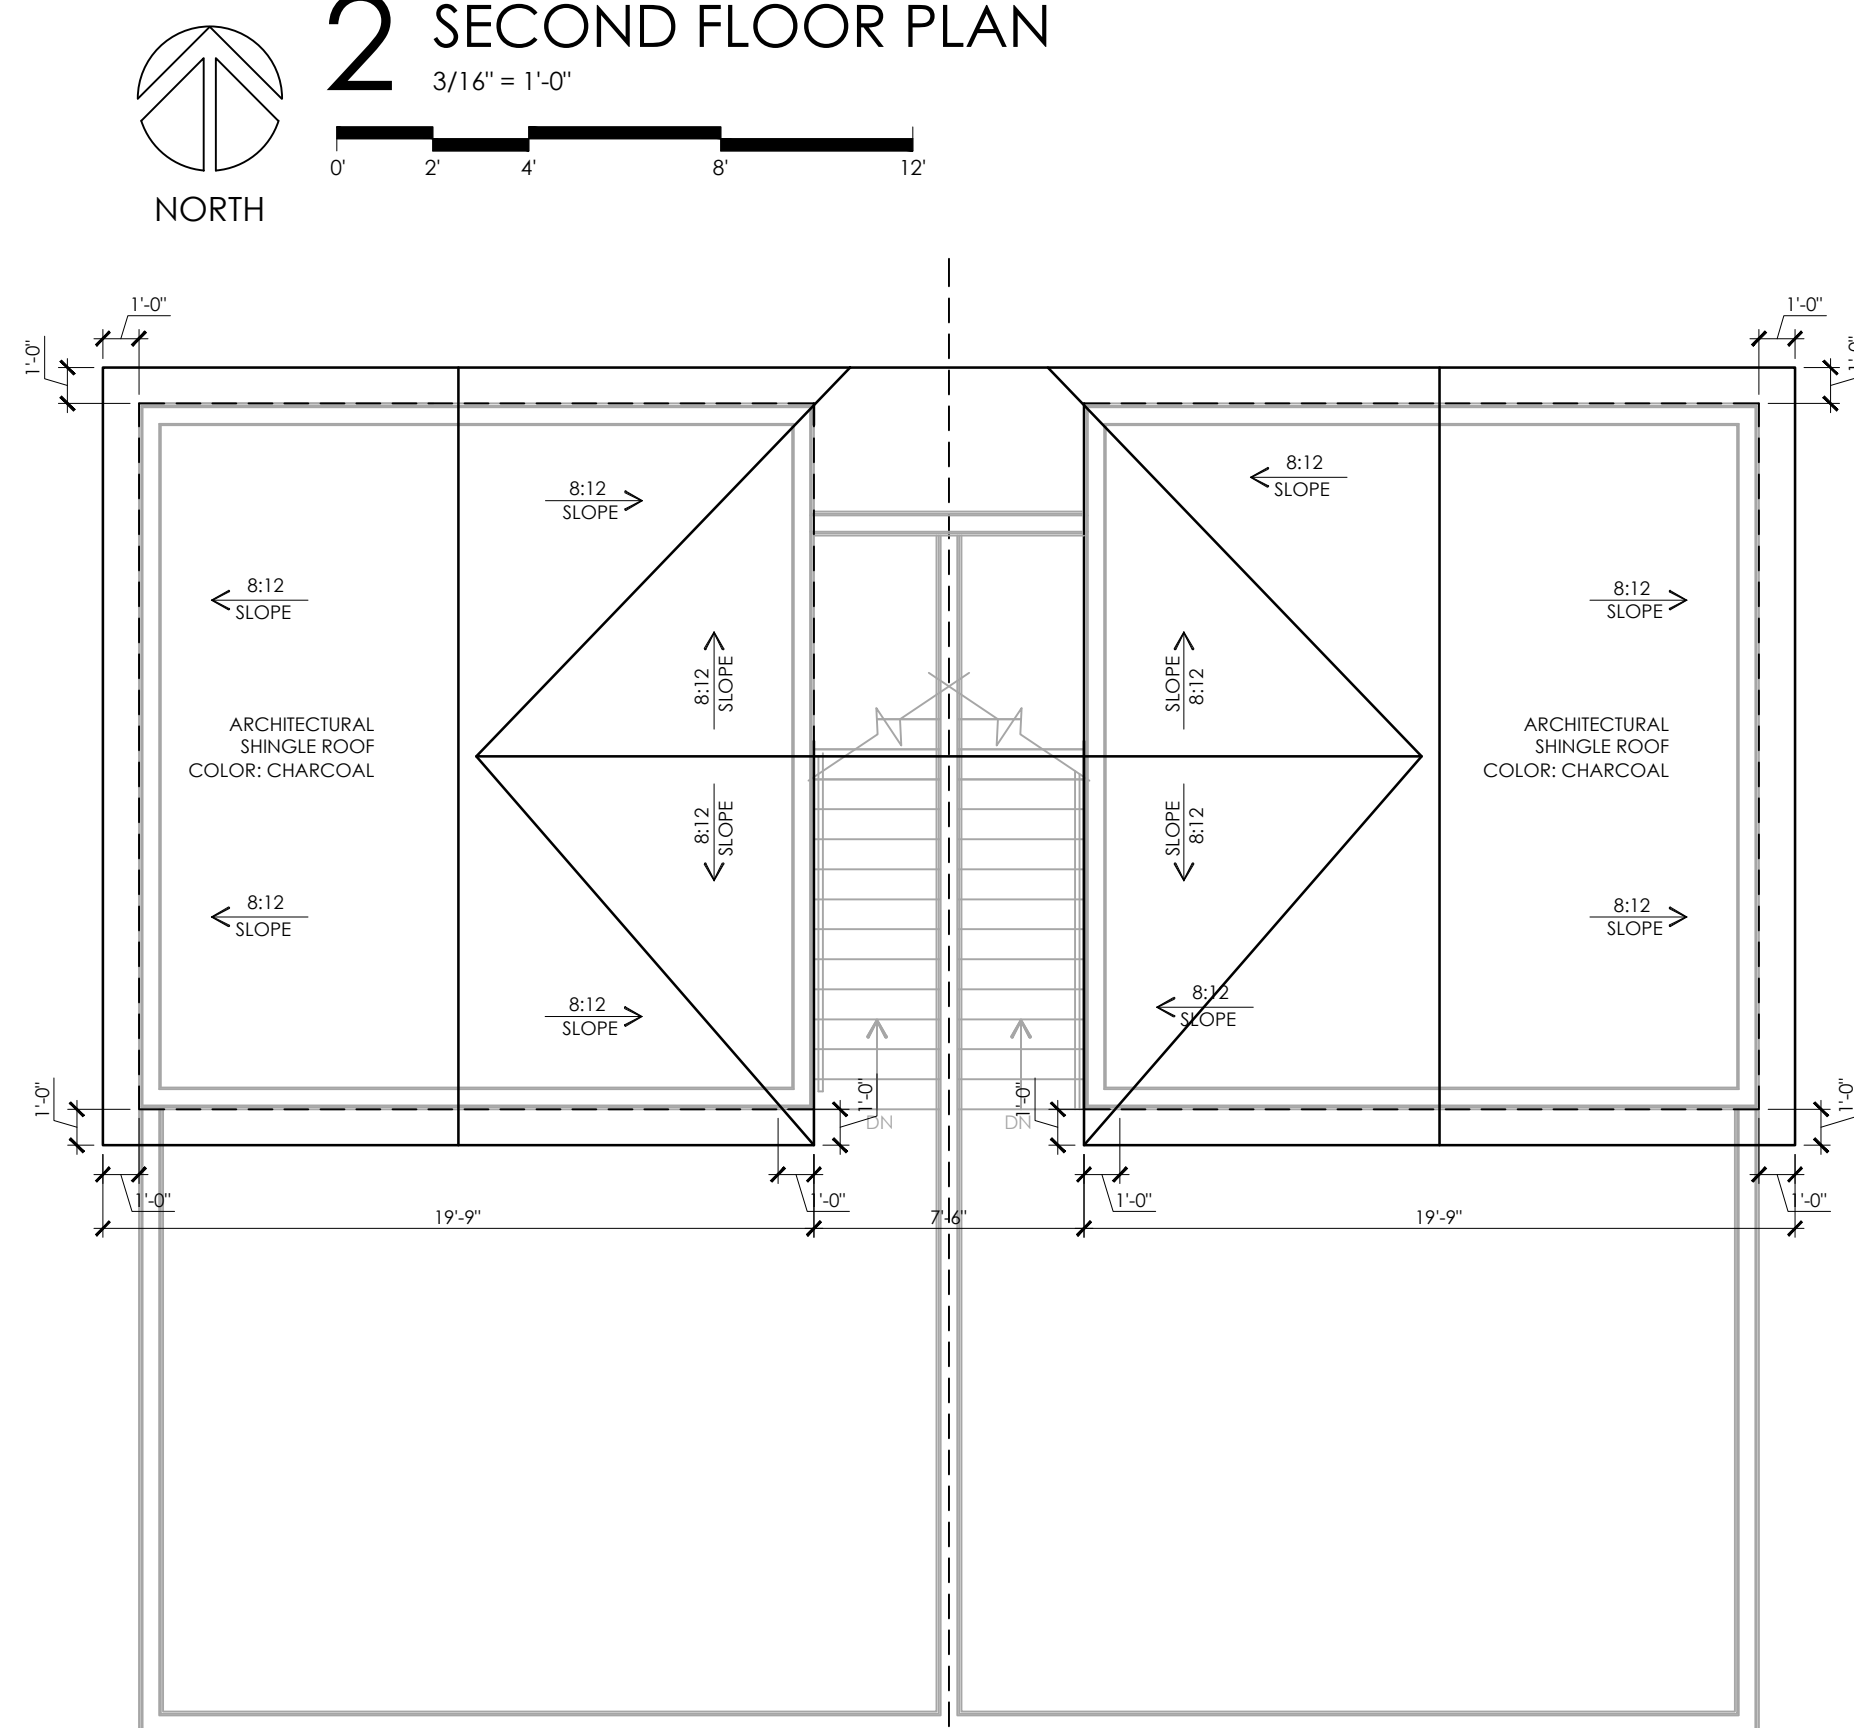 2 SECOND FLOOR PLAN
3/16" = 1'-0"
0' 2' 4' 8' 12'
NORTH
1'-0" 1'-0"
1'-0" 1'-0"
8:12
SLOPE
8:12
SLOPE
8:12
SLOPE
8:12
SLOPE
8:12
SLOPE
SLOPE
8:12
ARCHITECTURAL
SHINGLE ROOF
COLOR: CHARCOAL
ARCHITECTURAL
SHINGLE ROOF
COLOR: CHARCOAL
8:12
SLOPE
SLOPE
8:12
8:12
SLOPE
8:12
SLOPE
8:12
SLOPE
8:12
SLOPE
1'-0" 1'-0" 1'-0" 1'-0"
DN DN
1'-0" 1'-0" 1'-0" 1'-0"
19'-9" 7'-6" 19'-9"